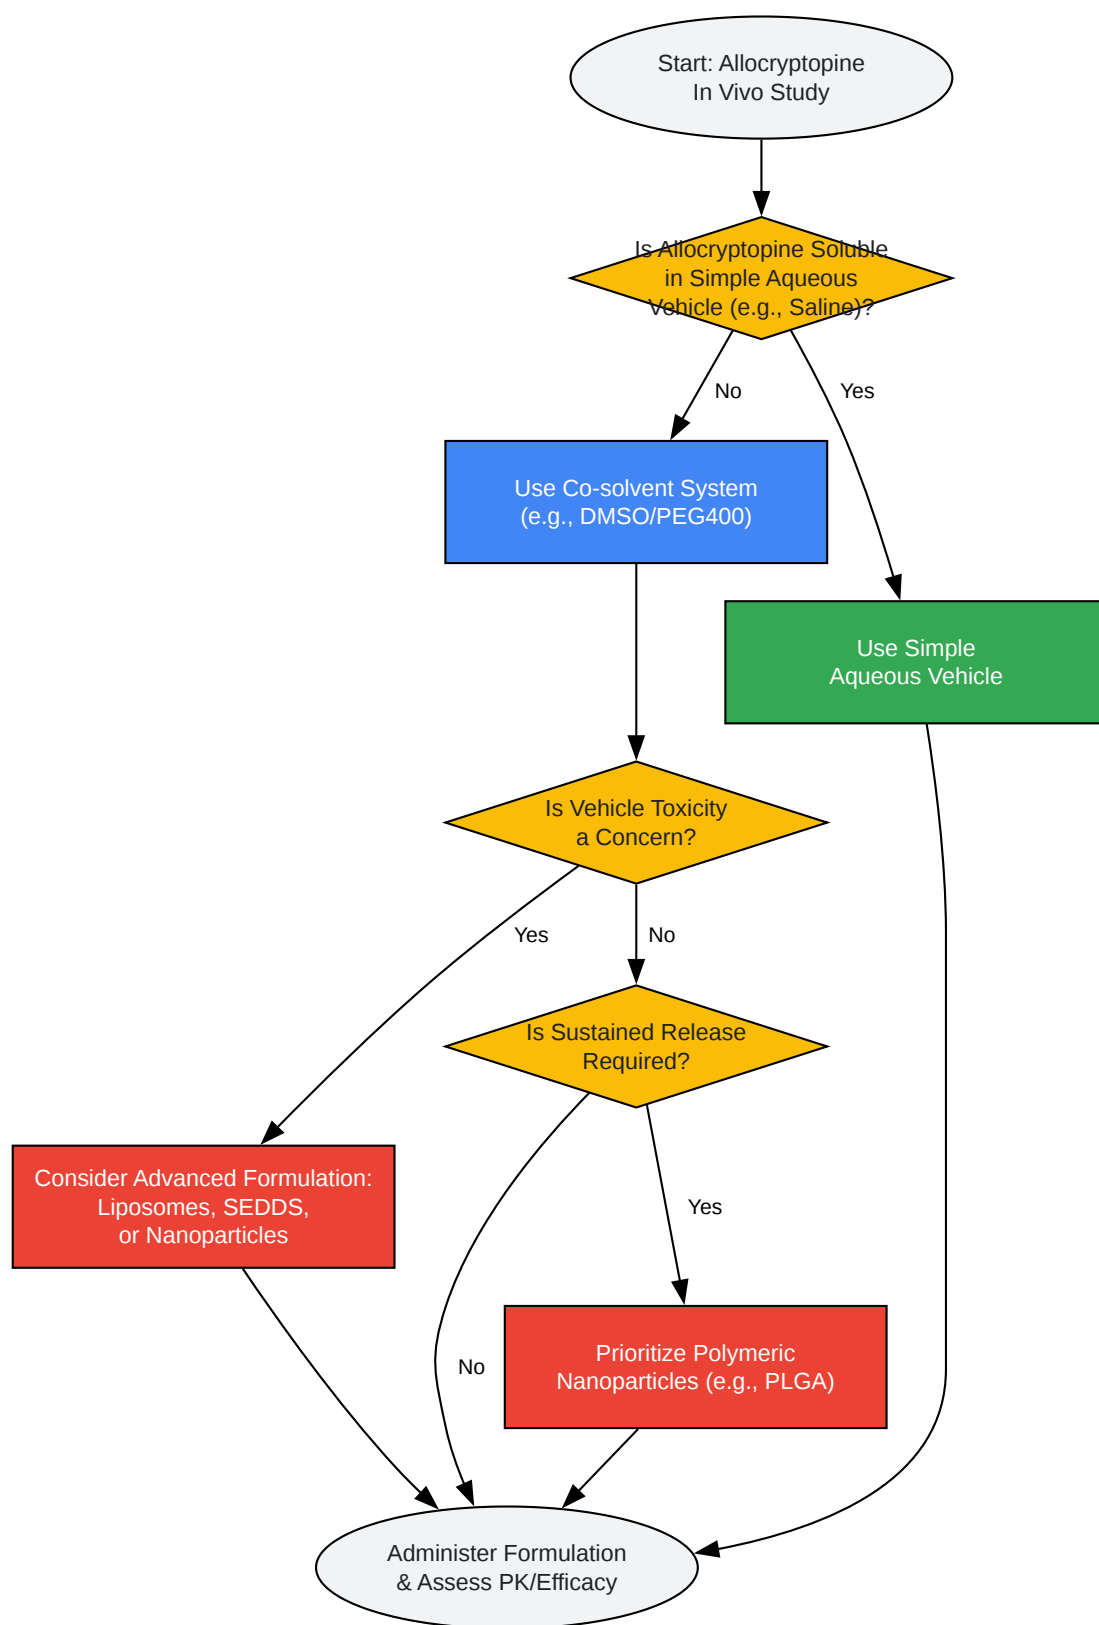 Start: Allocryptopine
In Vivo Study
Is Allocryptopine Soluble
in Simple Aqueous
Vehicle (e.g., Saline)?
No
Yes
Use Co-solvent System
(e.g., DMSO/PEG400)
Use Simple
Aqueous Vehicle
Is Vehicle Toxicity
a Concern?
Yes
No
Is Sustained Release
Required?
Consider Advanced Formulation:
Liposomes, SEDDS,
or Nanoparticles
Yes
No
Prioritize Polymeric
Nanoparticles (e.g., PLGA)
Administer Formulation
& Assess PK/Efficacy